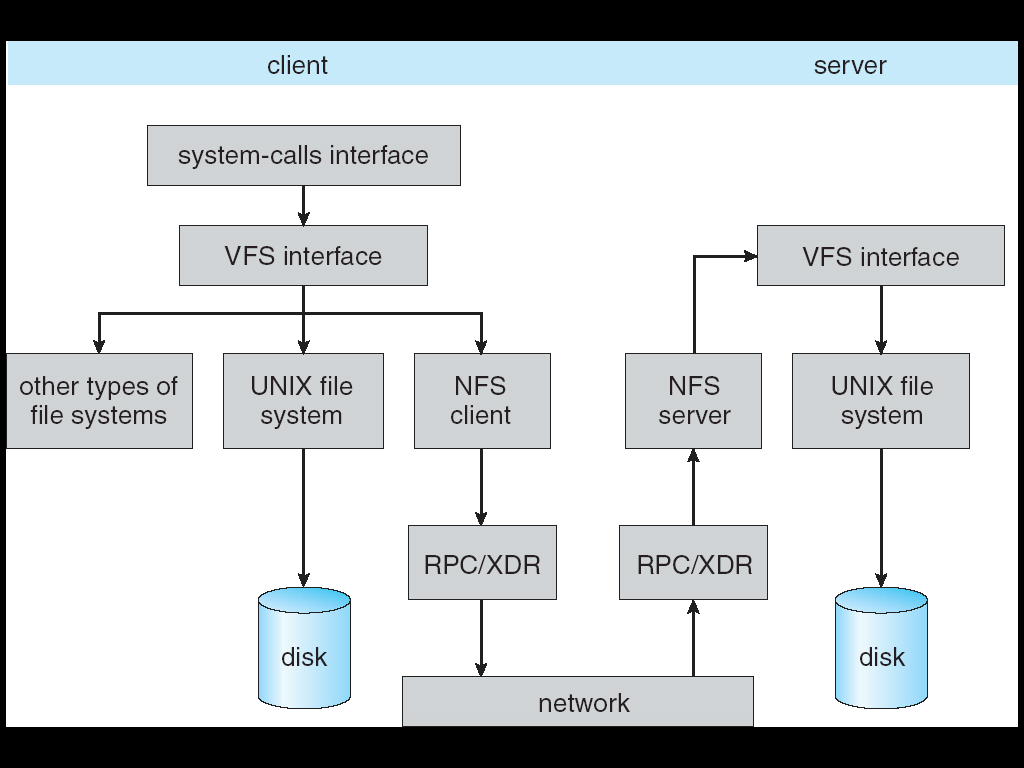 client
server
system-calls interface
VFS interface
VFS interface
other types of
file systems
UNIX file
system
NFS
client
NFS
server
UNIX file
system
RPC/XDR
RPC/XDR
disk
disk
network